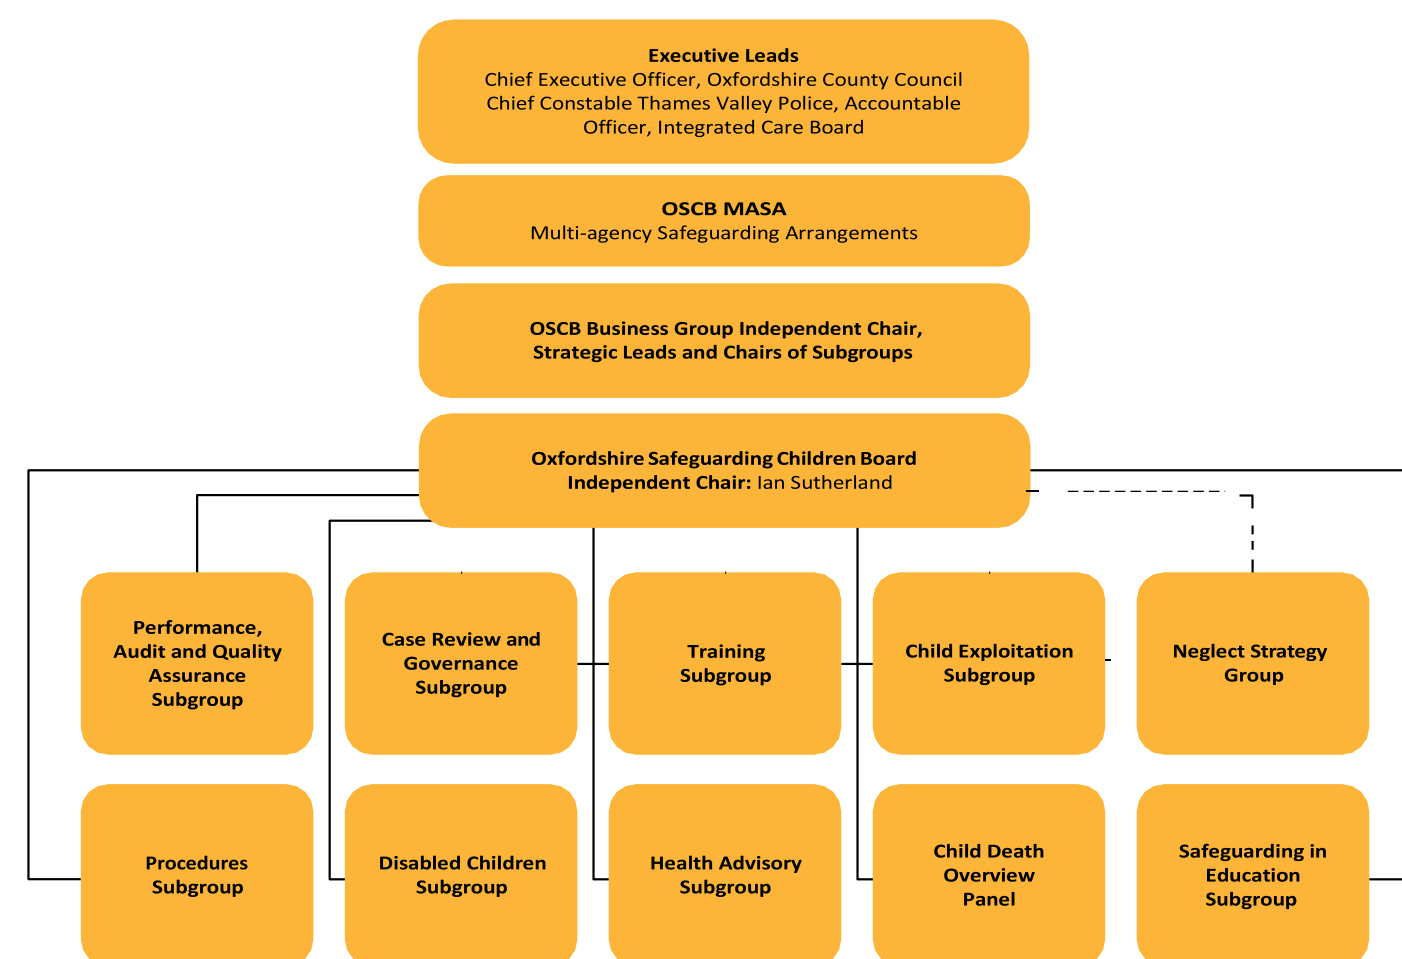 Executive Leads
Chief Executive Officer, Oxfordshire County Council
Chief Constable Thames Valley Police, Accountable
Officer, Integrated Care Board
OSCB MASA
Multi-agency Safeguarding Arrangements
OSCB Business Group Independent Chair,
Strategic Leads and Chairs of Subgroups
Oxfordshire Safeguarding Children Board
Independent Chair: Ian Sutherland
Performance,
Audit and Quality
Assurance
Subgroup
Case Review and
Governance
Subgroup
Training
Subgroup
Child Exploitation
Subgroup
Neglect Strategy
Group
Procedures
Subgroup
Disabled Children
Subgroup
Health Advisory
Subgroup
Child Death
Overview
Panel
Safeguarding in
Education
Subgroup